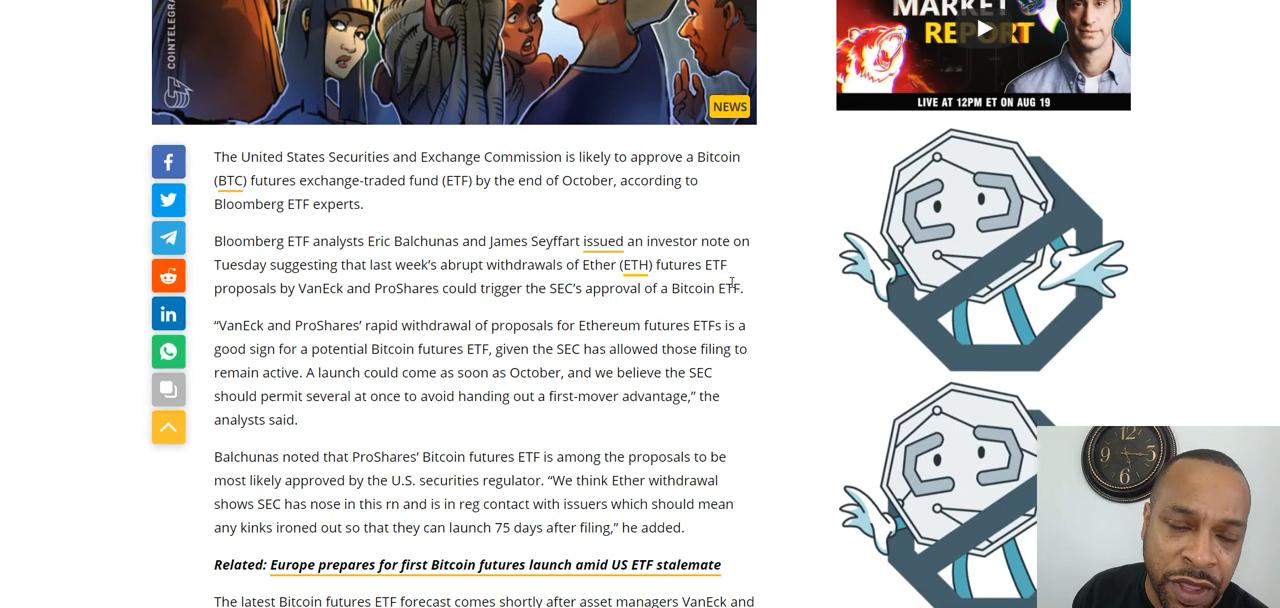 COINTELEGRA
NEWS
MARKET
REPORT
LIVE AT 12PM ET ON AUG 19
The United States Securities and Exchange Commission is likely to approve a Bitcoin
(BTC) futures exchange-traded fund (ETF) by the end of October, according to
Bloomberg ETF experts.
Bloomberg ETF analysts Eric Balchunas and James Seyffart issued an investor note on
Tuesday suggesting that last week’s abrupt withdrawals of Ether (ETH) futures ETF
proposals by VanEck and ProShares could trigger the SEC’s approval of a Bitcoin ETF.
“VanEck and ProShares’ rapid withdrawal of proposals for Ethereum futures ETFs is a
good sign for a potential Bitcoin futures ETF, given the SEC has allowed those filing to
remain active. A launch could come as soon as October, and we believe the SEC
should permit several at once to avoid handing out a first-mover advantage,” the
analysts said.
Balchunas noted that ProShares’ Bitcoin futures ETF is among the proposals to be
most likely approved by the U.S. securities regulator. “We think Ether withdrawal
shows SEC has nose in this rn and is in reg contact with issuers which should mean
any kinks ironed out so that they can launch 75 days after filing,” he added.
Related: Europe prepares for first Bitcoin futures launch amid US ETF stalemate
The latest Bitcoin futures ETF forecast comes shortly after asset managers VanEck and
12
9 3
6